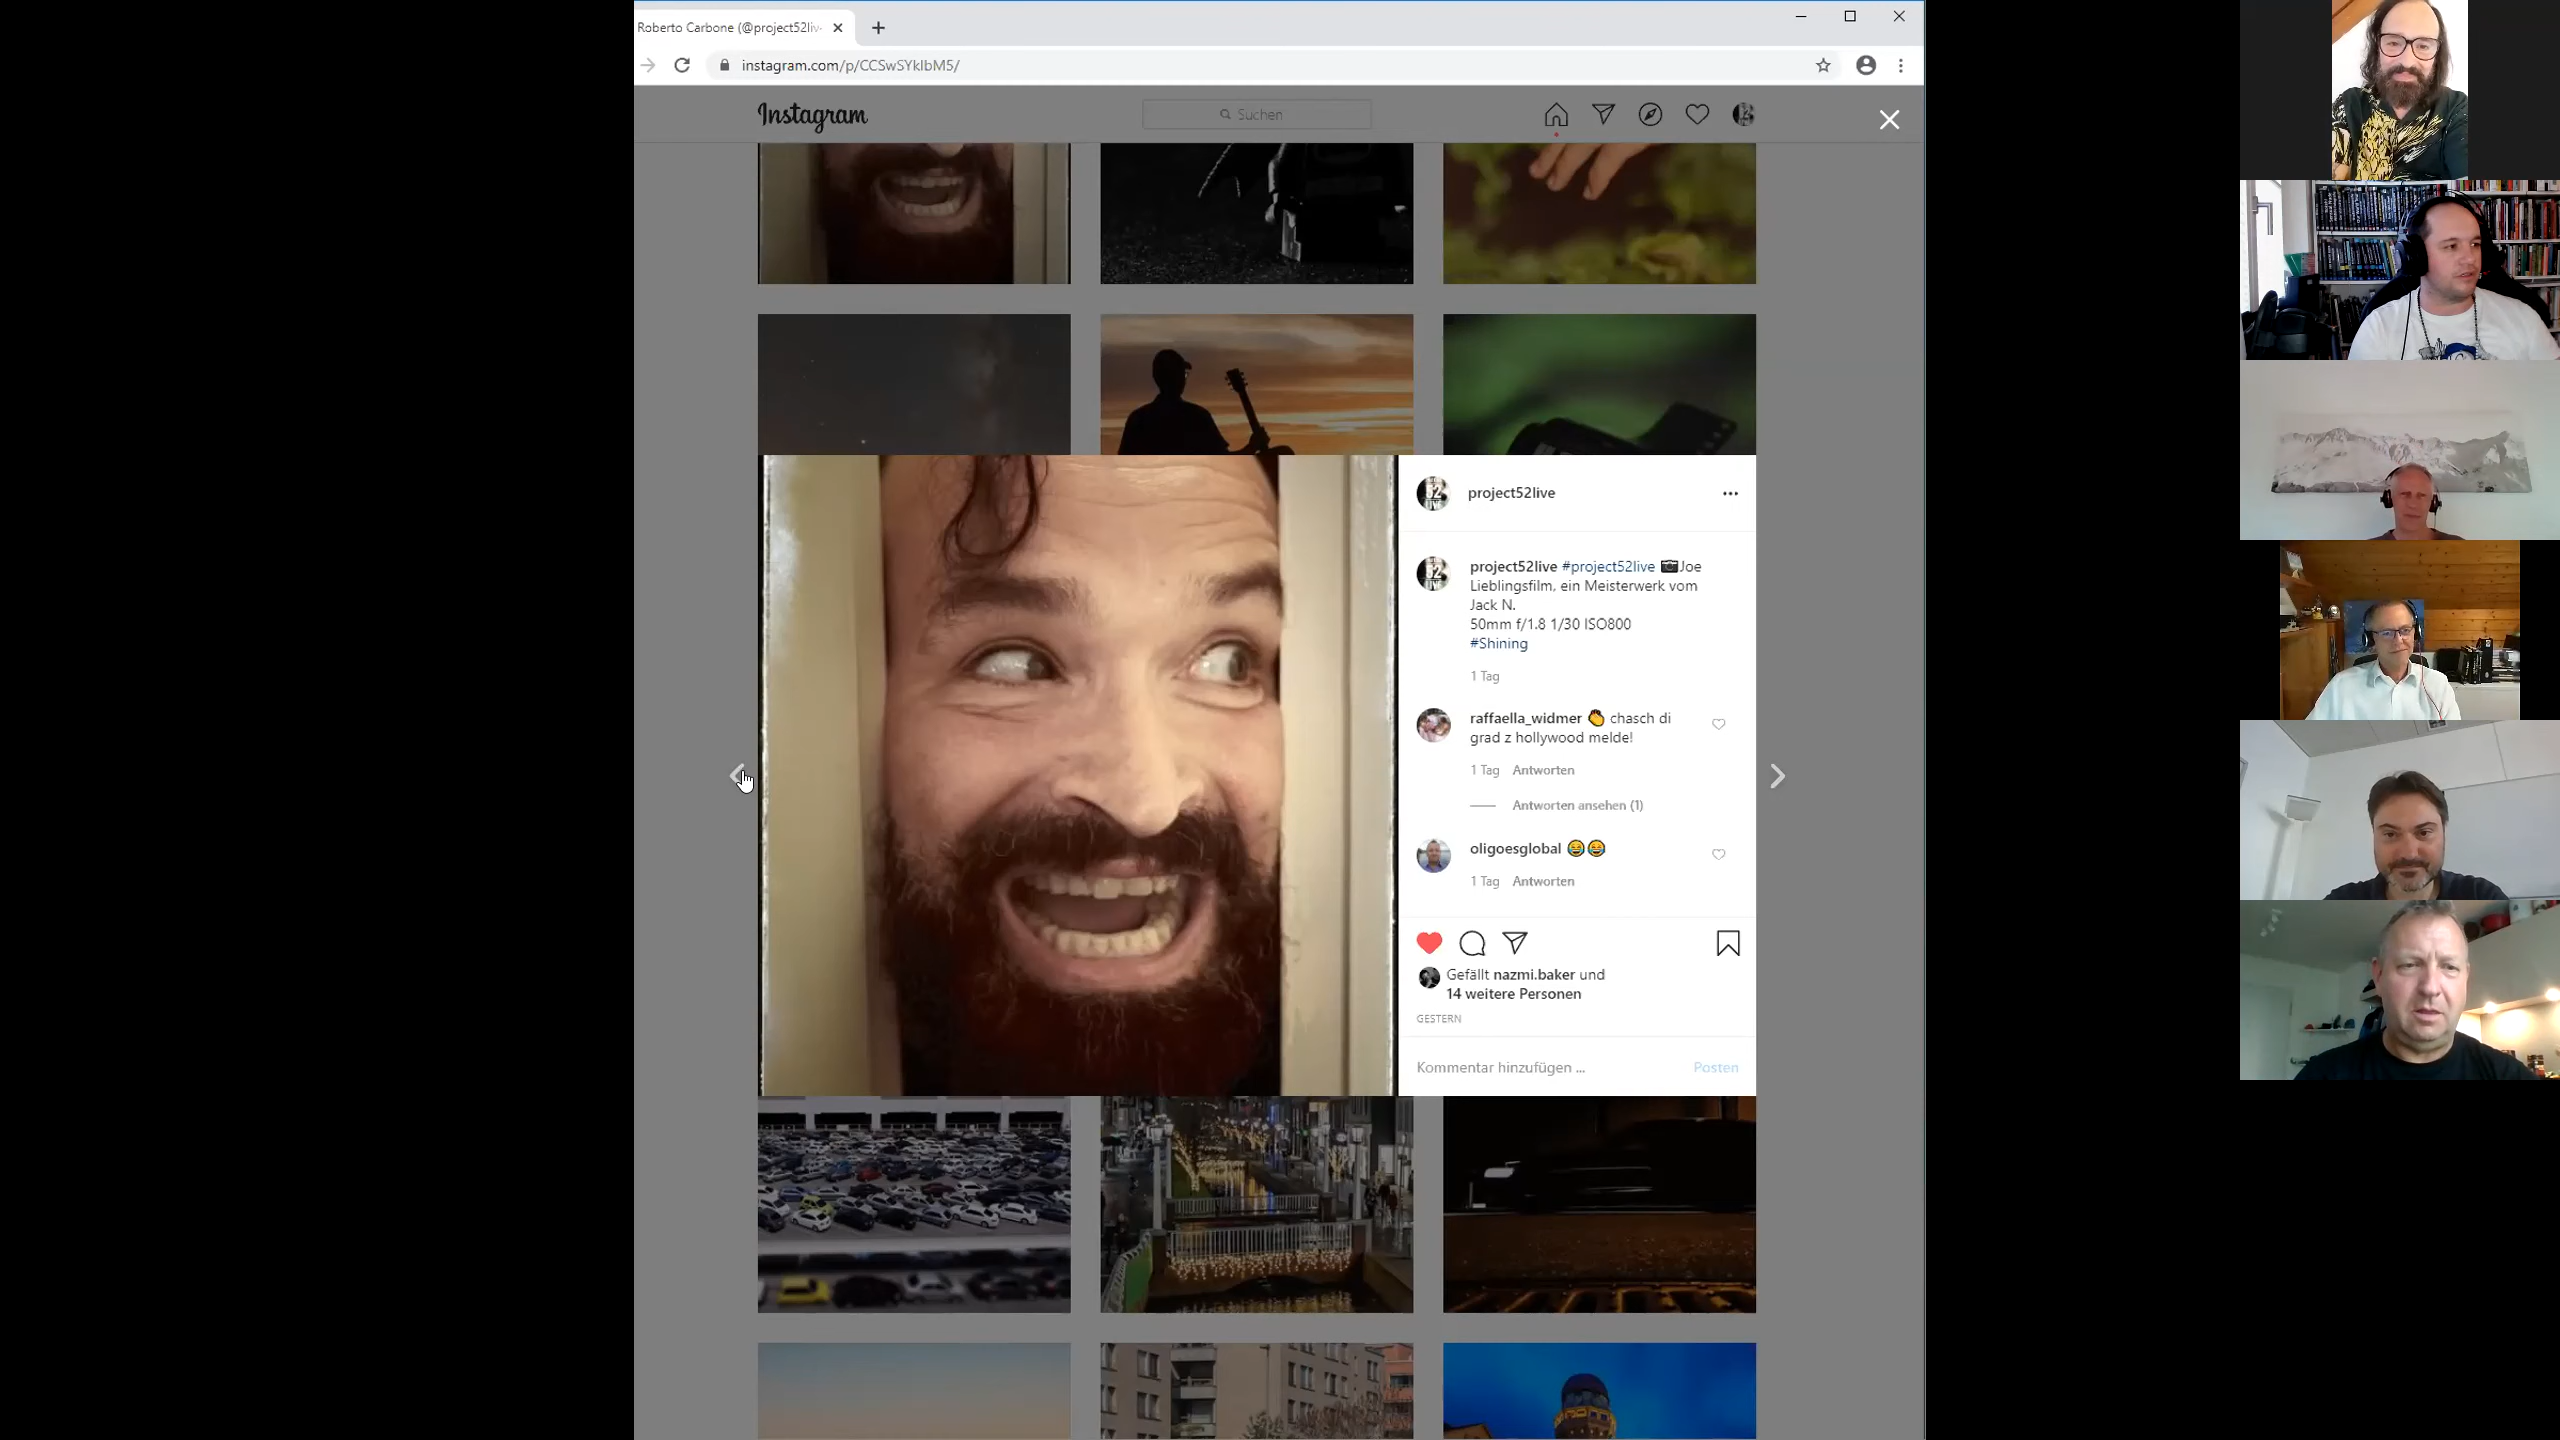 Roberto Carbone (@project52liv
instagram.com/p/CCSwSYkIbM5/
Instagram
Suchen
project52live
project52live #project52live 📷Joe
Lieblingsfilm, ein Meisterwerk vom
Jack N.
50mm f/1.8 1/30 ISO800
#Shining
1 Tag
raffaella_widmer 👏 chasch di
grad z hollywood melde!
1 Tag Antworten
Antworten ansehen (1)
oligoesglobal 😂😂
1 Tag Antworten
Gefällt nazmi.baker und
14 weitere Personen
GESTERN
Kommentar hinzufügen ... Posten